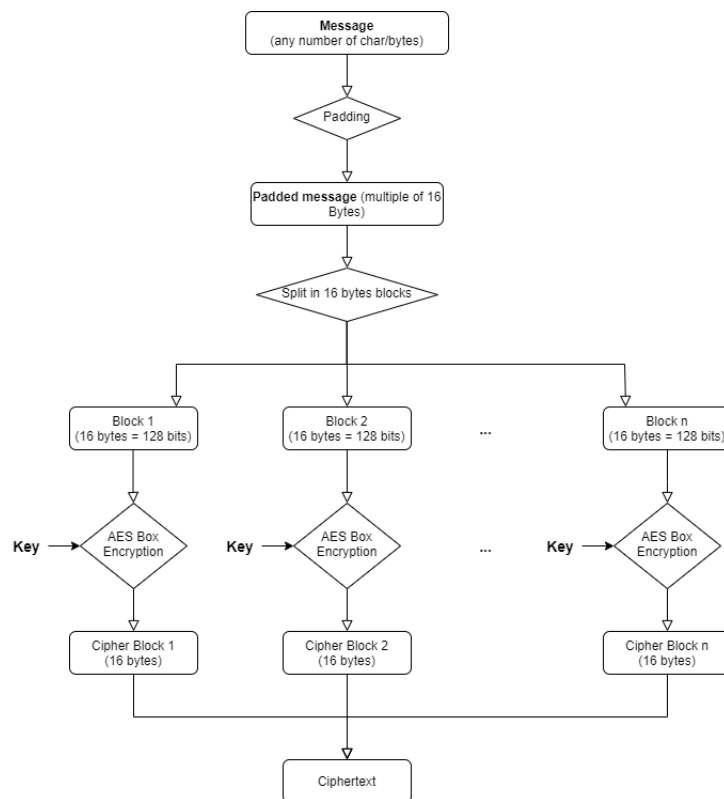 Message
(any number of char/bytes)
Padding
Padded message (multiple of 16
Bytes)
Split in 16 bytes blocks
Block 1
(16 bytes = 128 bits)
Block 2
(16 bytes = 128 bits)
...
Block n
(16 bytes = 128 bits)
Key
AES Box
Encryption
Key
AES Box
Encryption
...
Key
AES Box
Encryption
Cipher Block 1
(16 bytes)
Cipher Block 2
(16 bytes)
Cipher Block n
(16 bytes)
Ciphertext